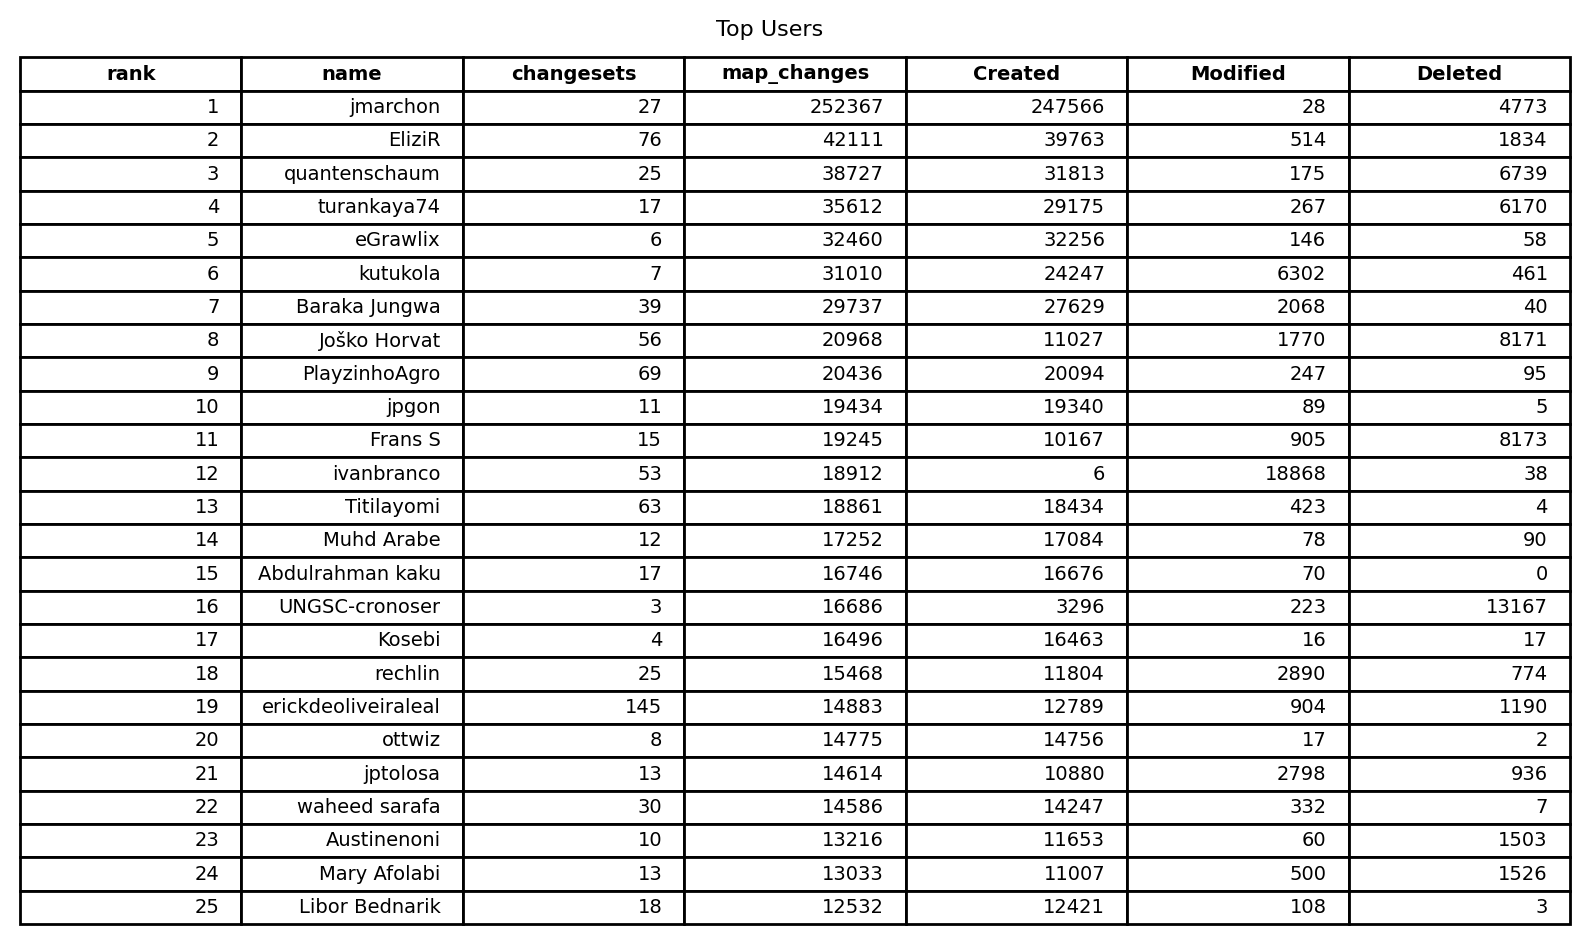 Top Users
rank name changesets map_changes Created Modified Deleted
1 jmarchon 27 252367 247566 28 4773
2 EliziR 76 42111 39763 514 1834
3 quantenschaum 25 38727 31813 175 6739
4 turankaya74 17 35612 29175 267 6170
5 eGrawlix 6 32460 32256 146 58
6 kutukola 7 31010 24247 6302 461
7 Baraka Jungwa 39 29737 27629 2068 40
8 Joško Horvat 56 20968 11027 1770 8171
9 PlayzinhoAgro 69 20436 20094 247 95
10 jpgon 11 19434 19340 89 5
11 Frans S 15 19245 10167 905 8173
12 ivanbranco 53 18912 6 18868 38
13 Titilayomi 63 18861 18434 423 4
14 Muhd Arabe 12 17252 17084 78 90
15 Abdulrahman kaku 17 16746 16676 70 0
16 UNGSC-cronoser 3 16686 3296 223 13167
17 Kosebi 4 16496 16463 16 17
18 rechlin 25 15468 11804 2890 774
19 erickdeoliveiraleal 145 14883 12789 904 1190
20 ottwiz 8 14775 14756 17 2
21 jptolosa 13 14614 10880 2798 936
22 waheed sarafa 30 14586 14247 332 7
23 Austinenoni 10 13216 11653 60 1503
24 Mary Afolabi 13 13033 11007 500 1526
25 Libor Bednarik 18 12532 12421 108 3